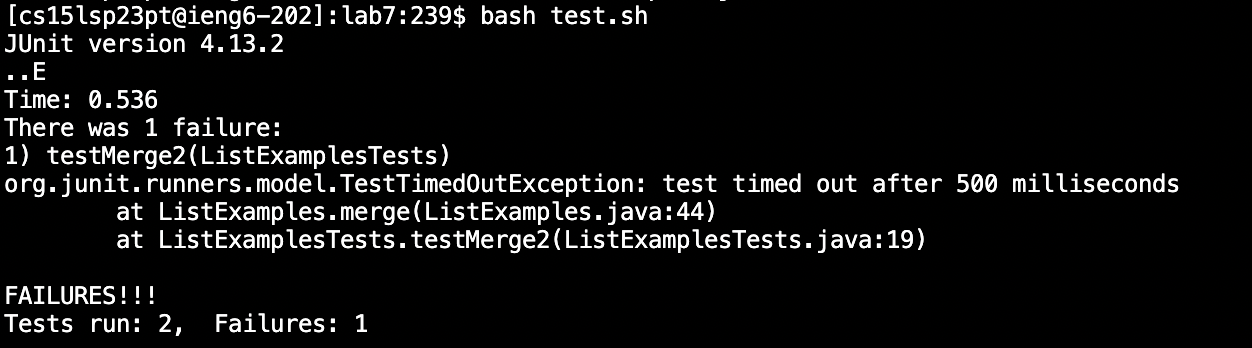 [cs15lsp23pt@ieng6-202]:lab7:239$ bash test.sh
JUnit version 4.13.2
..E
Time: 0.536
There was 1 failure:
1) testMerge2(ListExamplesTests)
org.junit.runners.model.TestTimedOutException: test timed out after 500 milliseconds
        at ListExamples.merge(ListExamples.java:44)
        at ListExamplesTests.testMerge2(ListExamplesTests.java:19)

FAILURES!!!
Tests run: 2,  Failures: 1